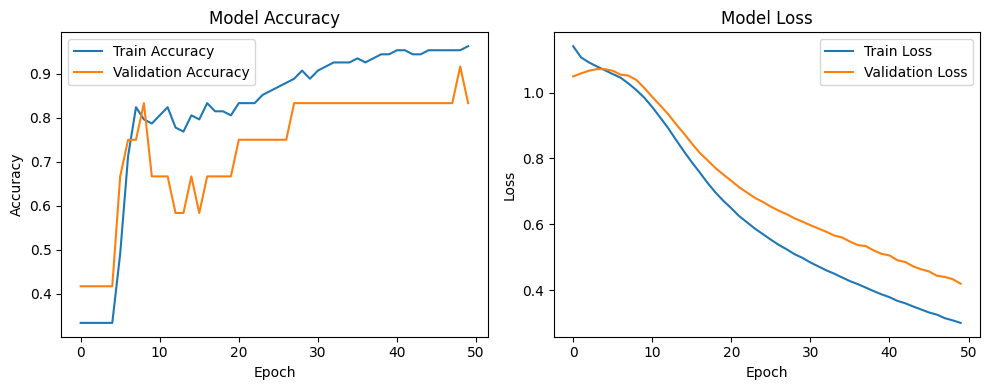 Model Accuracy
Train Accuracy
Validation Accuracy
Accuracy
0.9
0.8
0.7
0.6
0.5
0.4
0 10 20 30 40 50
Epoch
Model Loss
Train Loss
Validation Loss
Loss
1.0
0.8
0.6
0.4
0 10 20 30 40 50
Epoch